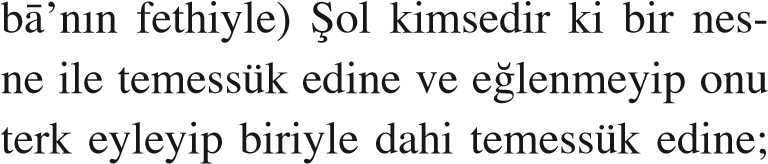 bā’nın fethiyle) Şol kimsedir ki bir nes-
ne ile temessük edine ve eğlenmeyip onu
terk eyleyip biriyle dahi temessük edine;